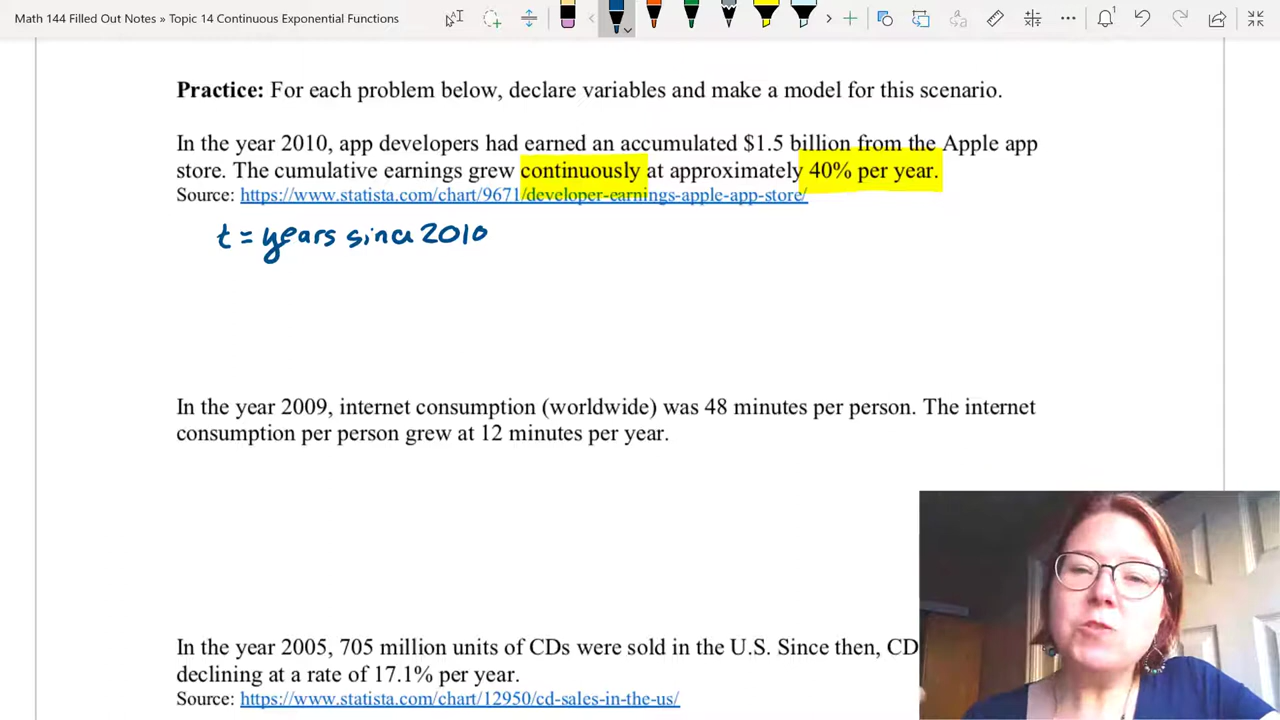 Math 144 Filled Out Notes » Topic 14 Continuous Exponential Functions
Practice: For each problem below, declare variables and make a model for this scenario.
In the year 2010, app developers had earned an accumulated $1.5 billion from the Apple app
store. The cumulative earnings grew continuously at approximately 40% per year.
Source: https://www.statista.com/chart/9671/developer-earnings-apple-app-store/
t = years since 2010
In the year 2009, internet consumption (worldwide) was 48 minutes per person. The internet
consumption per person grew at 12 minutes per year.
In the year 2005, 705 million units of CDs were sold in the U.S. Since then, CD
declining at a rate of 17.1% per year.
Source: https://www.statista.com/chart/12950/cd-sales-in-the-us/